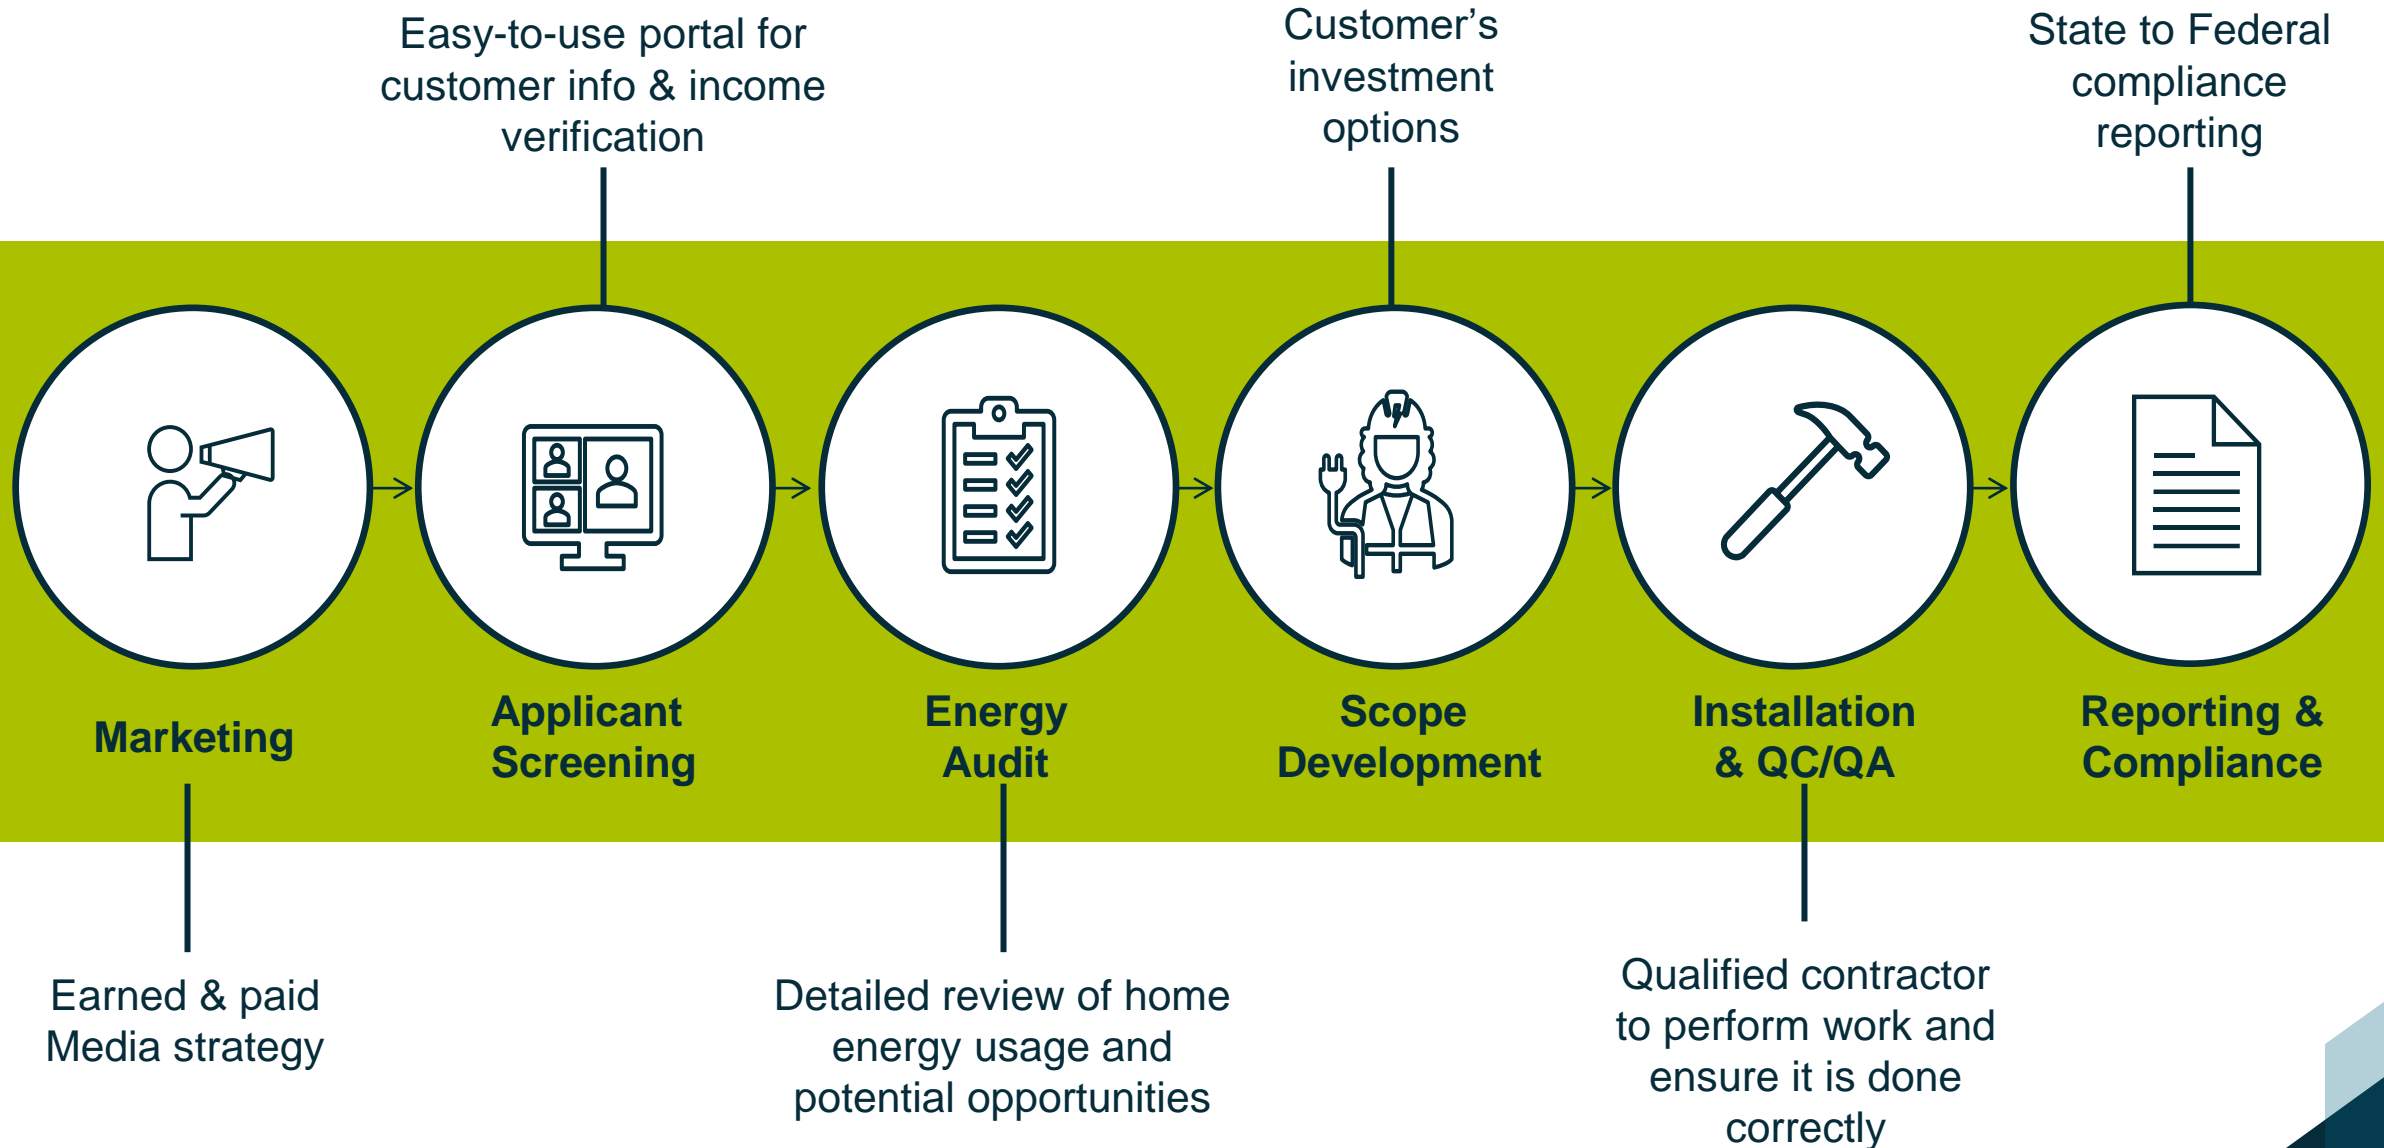 Easy-to-use portal for
customer info & income
verification
Customer’s
investment
options
State to Federal
compliance
reporting
Marketing
Applicant
Screening
Energy
Audit
Scope
Development
Installation
& QC/QA
Reporting &
Compliance
Earned & paid
Media strategy
Detailed review of home
energy usage and
potential opportunities
Qualified contractor
to perform work and
ensure it is done
correctly